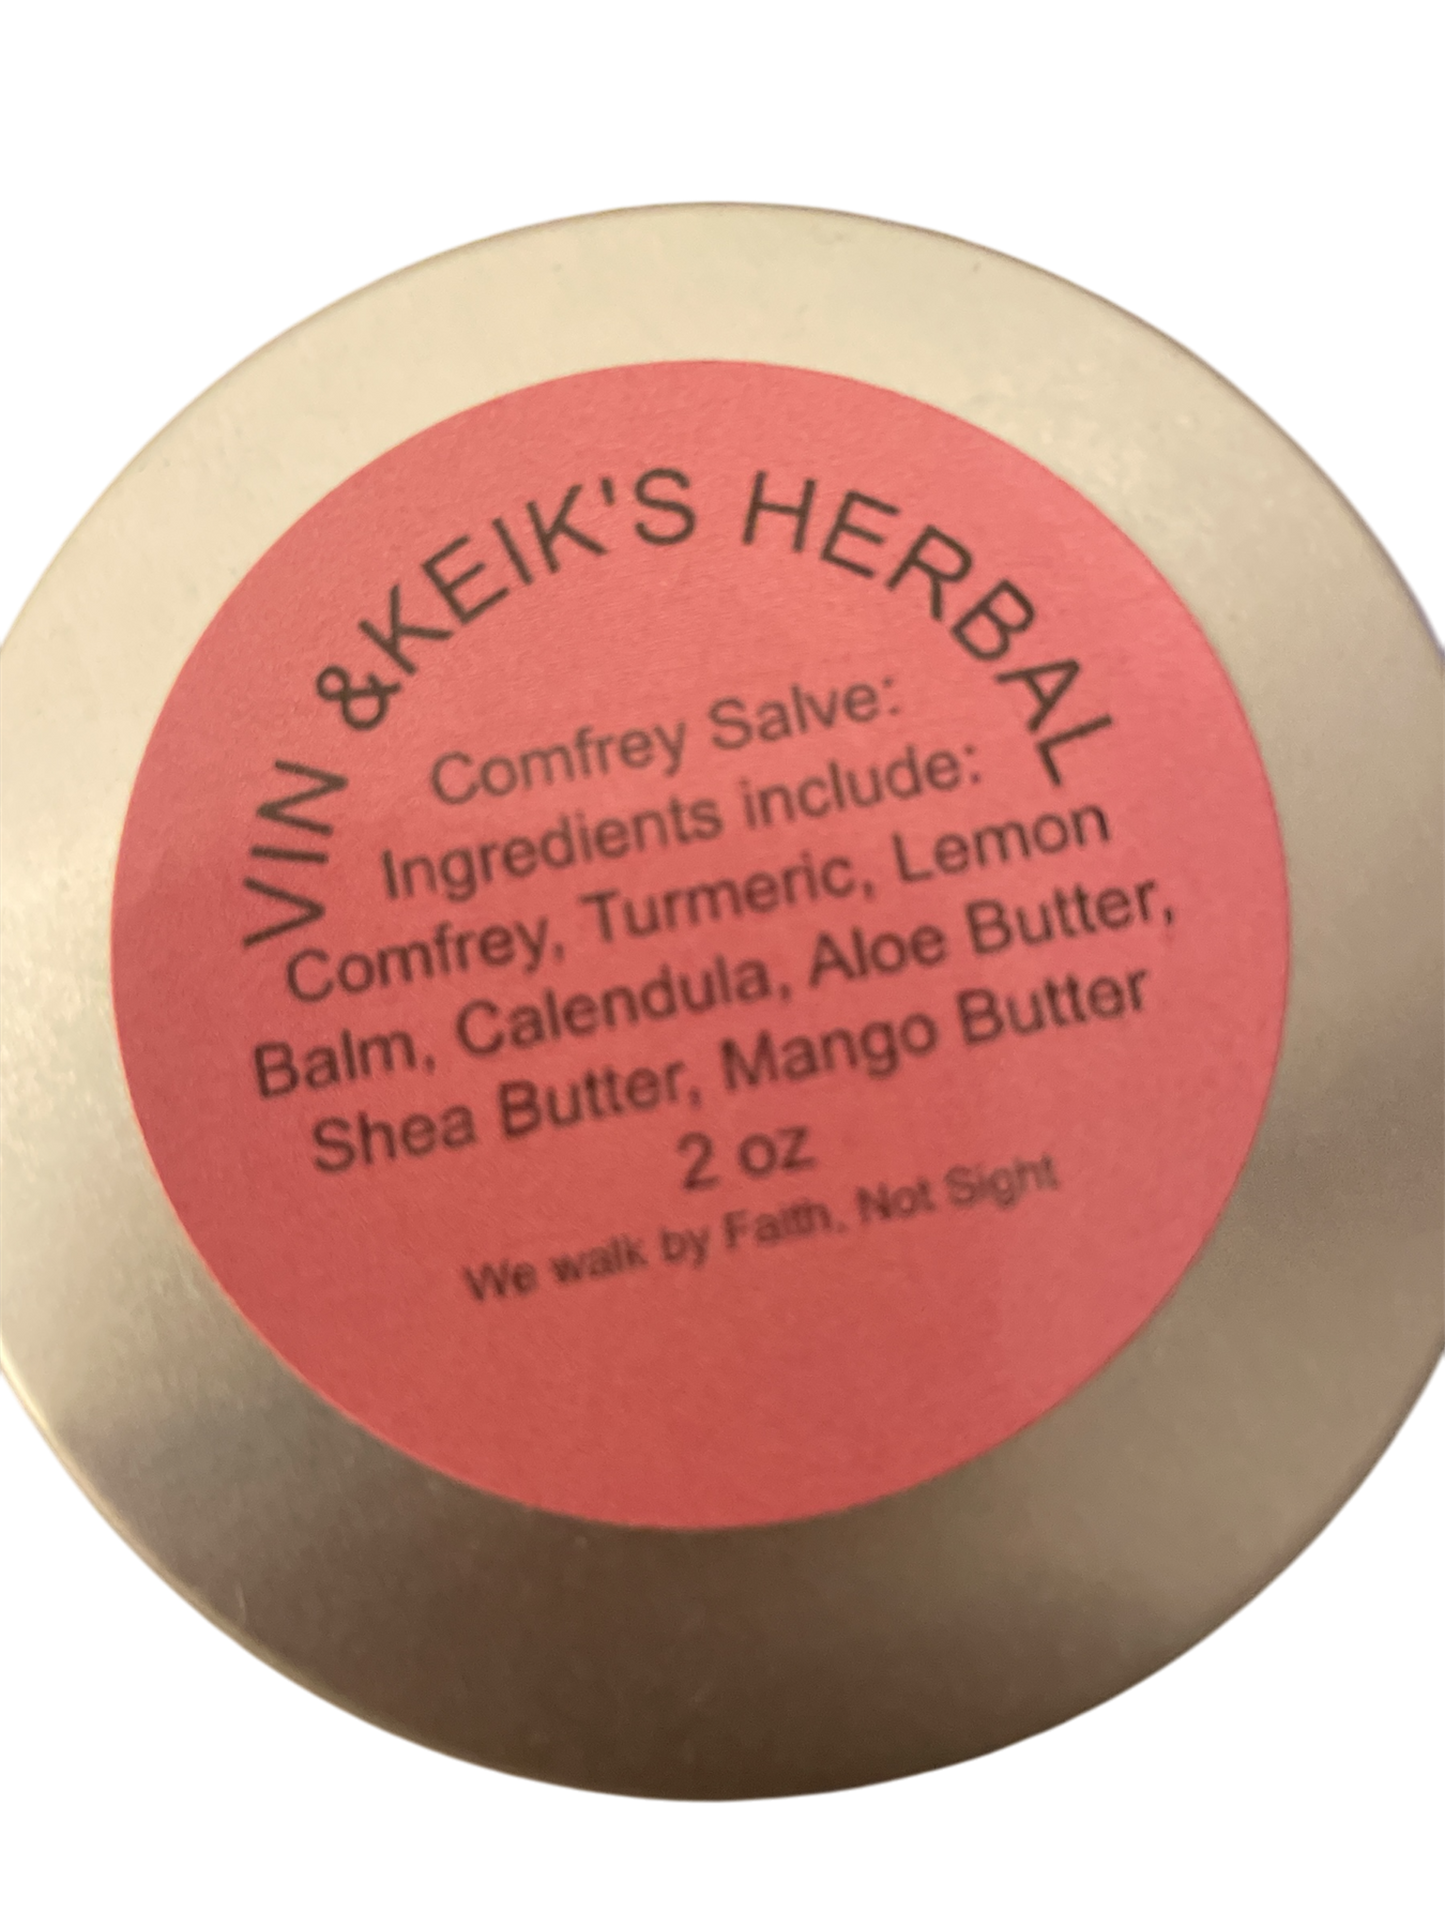 VIN &KEIK'S HERBAL
Comfrey Salve:
Ingredients include:
Comfrey, Turmeric, Lemon
Balm, Calendula, Aloe Butter,
Shea Butter, Mango Butter
2 oz
We walk by Faith, Not Sight